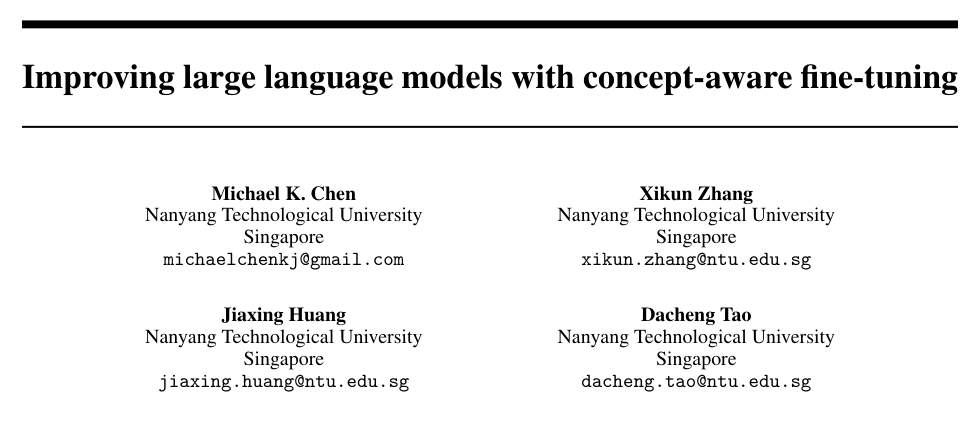 Improving large language models with concept-aware fine-tuning
Michael K. Chen
Nanyang Technological University
Singapore
michaelchenkj@gmail.com
Xikun Zhang
Nanyang Technological University
Singapore
xikun.zhang@ntu.edu.sg
Jiaxing Huang
Nanyang Technological University
Singapore
jiaxing.huang@ntu.edu.sg
Dacheng Tao
Nanyang Technological University
Singapore
dacheng.tao@ntu.edu.sg